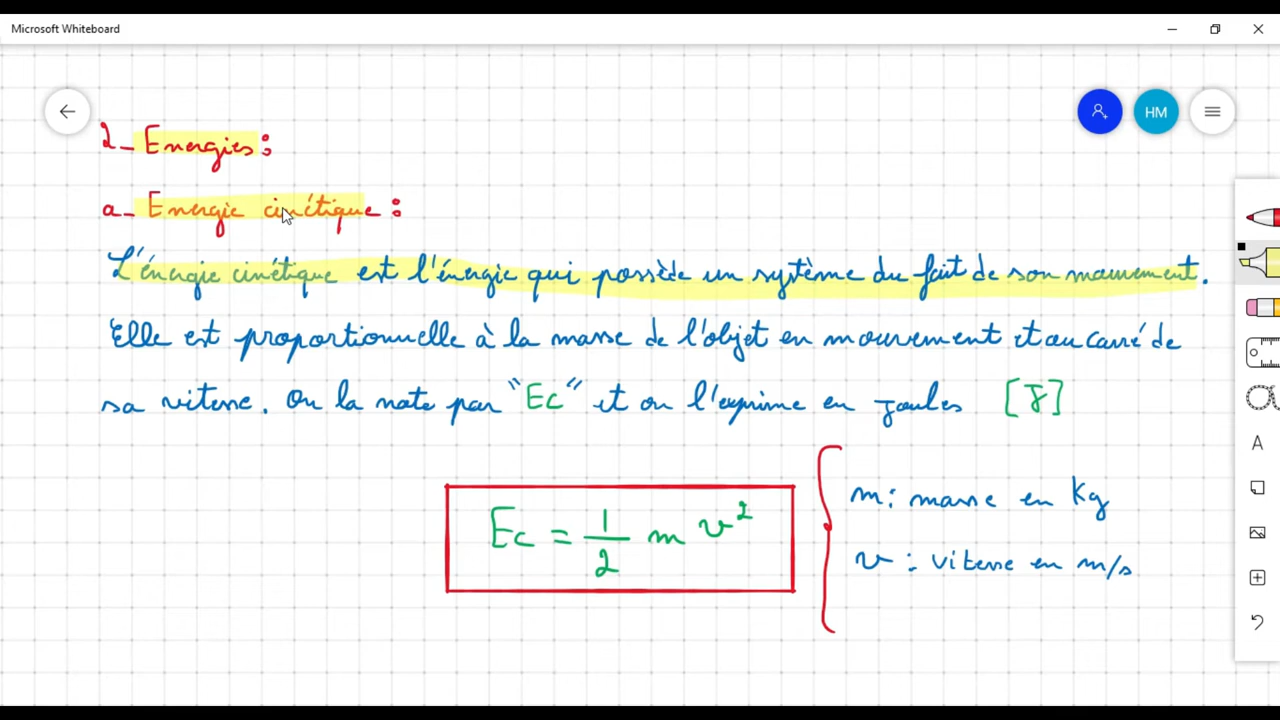 Microsoft Whiteboard
HM
2- Energies :
a- Energie cinétique :
L'énergie cinétique est l'énergie qui possède un système du fait de son mouvement.
Elle est proportionnelle à la masse de l'objet en mouvement et au carré de
sa vitesse. On la note par "Ec" et on l'exprime en Joules [J]
Ec = 1/2 m v²
m : masse en Kg
v : vitesse en m/s
A